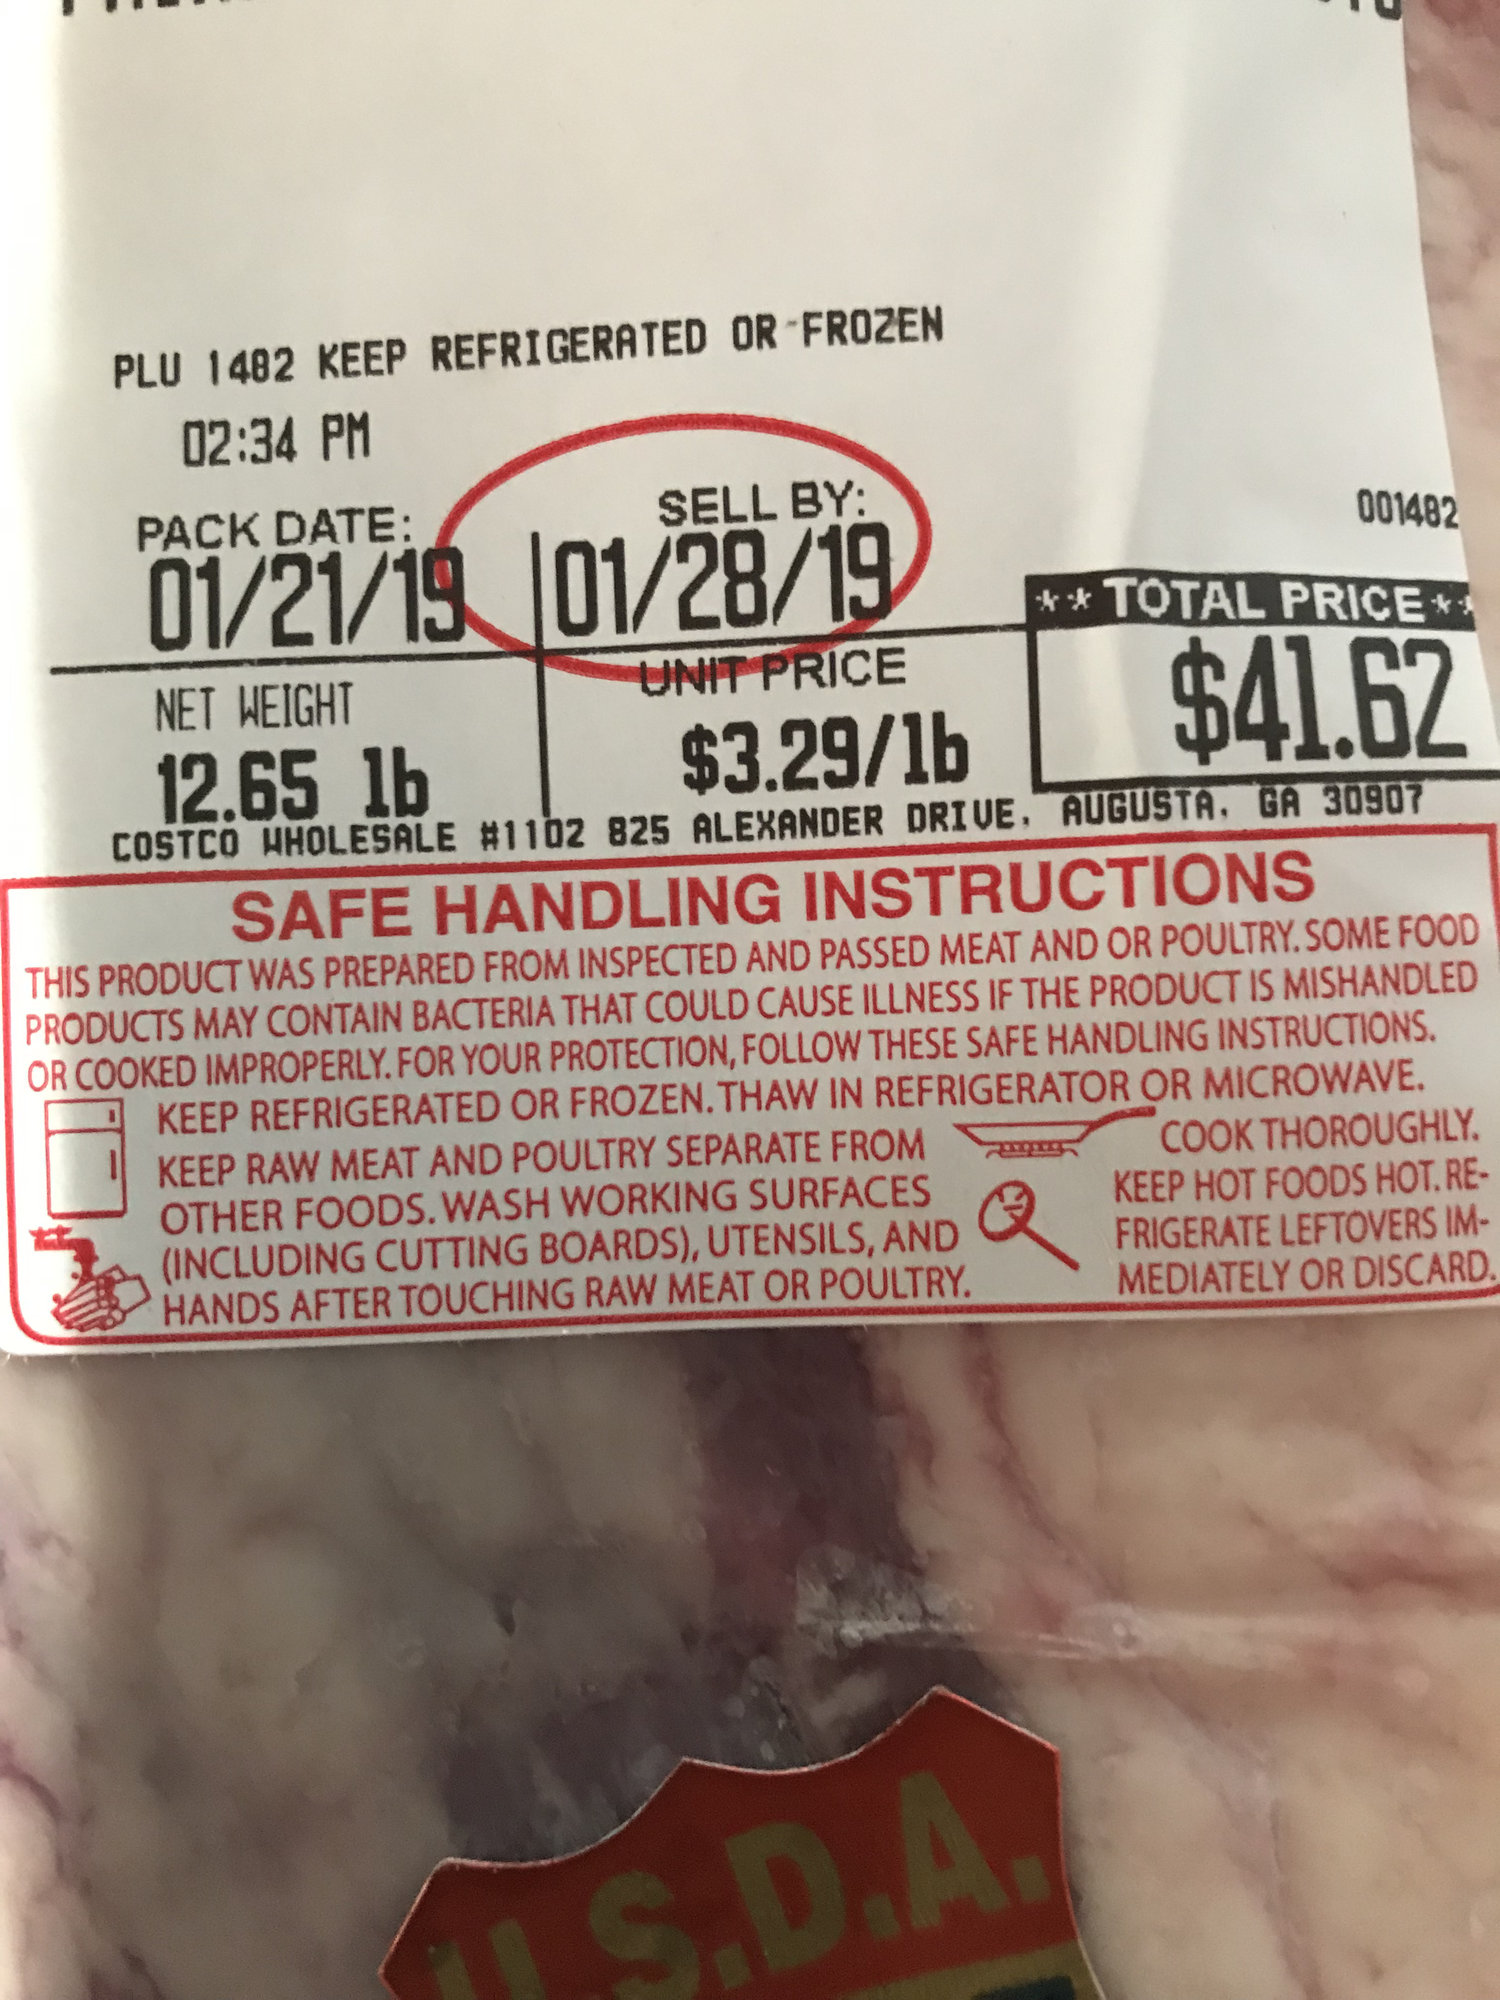 PLU 1482 KEEP REFRIGERATED OR FROZEN
02:34 PM
PACK DATE: SELL BY: 001482
01/21/19 01/28/19 ** TOTAL PRICE **
NET WEIGHT UNIT PRICE $41.62
12.65 lb $3.29/lb
COSTCO WHOLESALE #1102 825 ALEXANDER DRIVE, AUGUSTA, GA 30907
SAFE HANDLING INSTRUCTIONS
THIS PRODUCT WAS PREPARED FROM INSPECTED AND PASSED MEAT AND OR POULTRY. SOME FOOD
PRODUCTS MAY CONTAIN BACTERIA THAT COULD CAUSE ILLNESS IF THE PRODUCT IS MISHANDLED
OR COOKED IMPROPERLY. FOR YOUR PROTECTION, FOLLOW THESE SAFE HANDLING INSTRUCTIONS.
KEEP REFRIGERATED OR FROZEN. THAW IN REFRIGERATOR OR MICROWAVE.
KEEP RAW MEAT AND POULTRY SEPARATE FROM
OTHER FOODS. WASH WORKING SURFACES
(INCLUDING CUTTING BOARDS), UTENSILS, AND
HANDS AFTER TOUCHING RAW MEAT OR POULTRY.
COOK THOROUGHLY.
KEEP HOT FOODS HOT. RE-
FRIGERATE LEFTOVERS IM-
MEDIATELY OR DISCARD.
U.S.D.A.